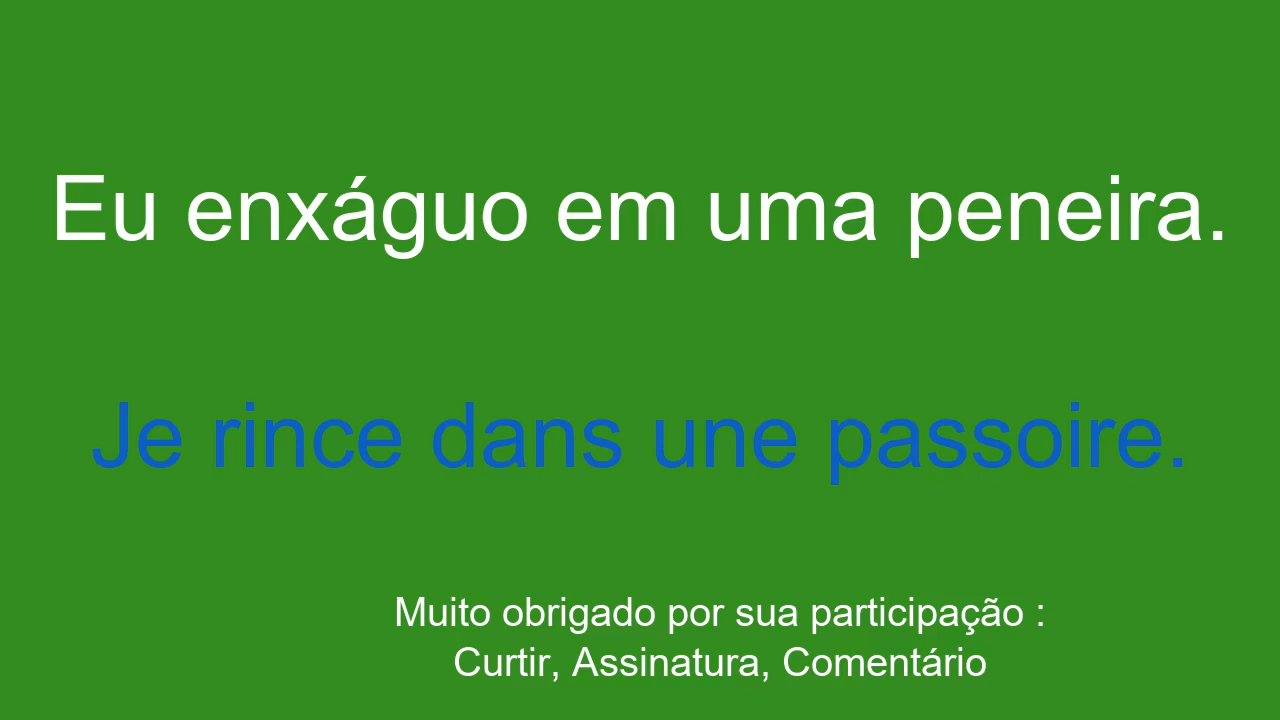 Eu enxáguo em uma peneira.
Je rince dans une passoire.
Muito obrigado por sua participação :
Curtir, Assinatura, Comentário